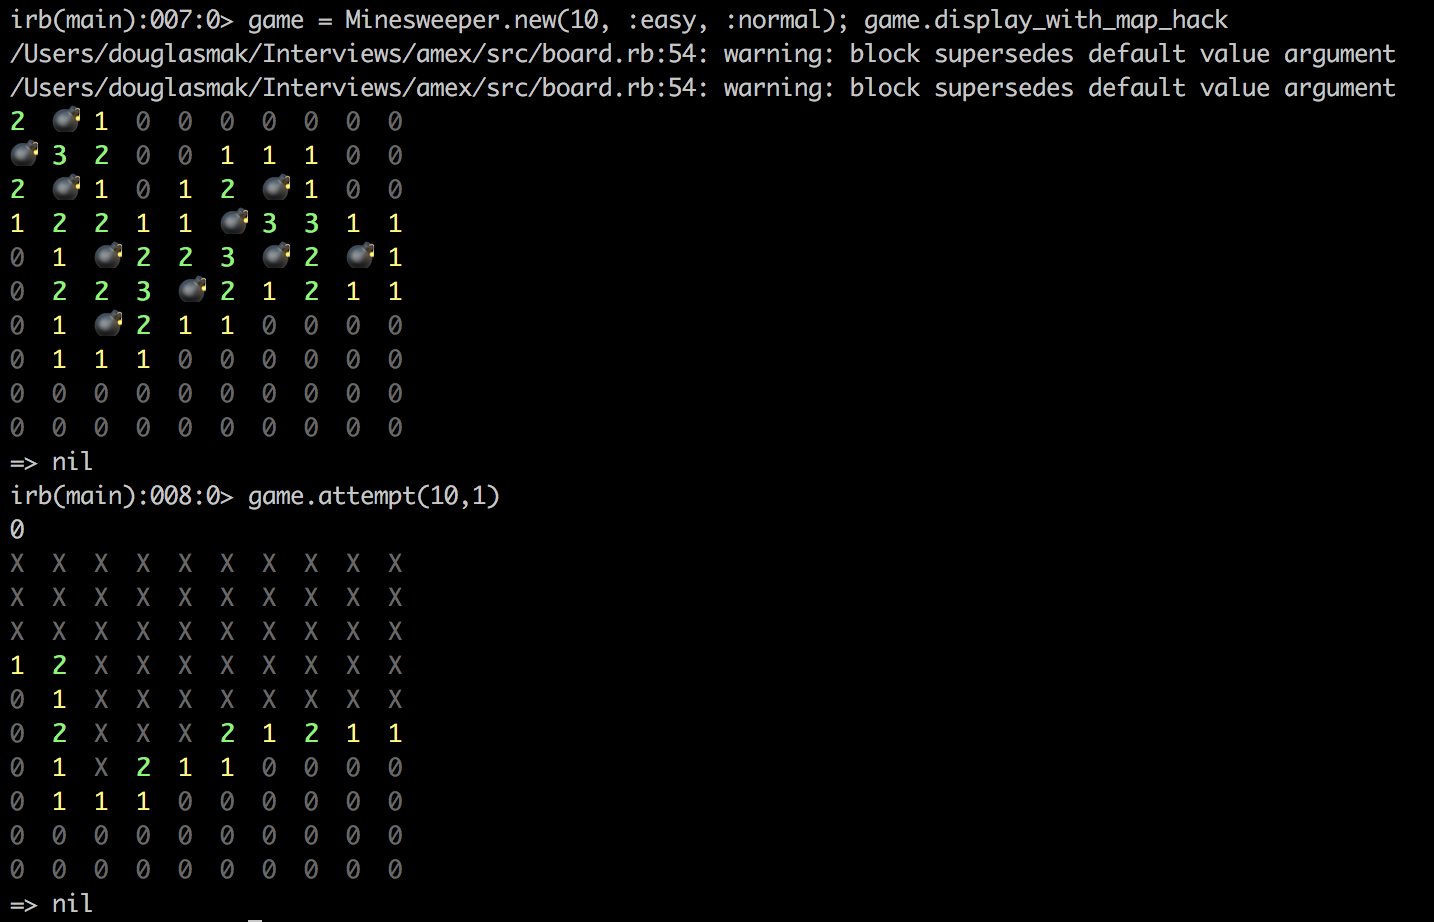 irb(main):007:0> game = Minesweeper.new(10, :easy, :normal); game.display_with_map_hack
/Users/douglasmak/Interviews/amex/src/board.rb:54: warning: block supersedes default value argument
/Users/douglasmak/Interviews/amex/src/board.rb:54: warning: block supersedes default value argument
2 💣 1 0 0 0 0 0 0 0
💣 3 2 0 0 1 1 1 0 0
2 💣 1 0 1 2 💣 1 0 0
1 2 2 1 1 💣 3 3 1 1
0 1 💣 2 2 3 💣 2 💣 1
0 2 2 3 💣 2 1 2 1 1
0 1 💣 2 1 1 0 0 0 0
0 1 1 1 0 0 0 0 0 0
0 0 0 0 0 0 0 0 0 0
0 0 0 0 0 0 0 0 0 0
=> nil
irb(main):008:0> game.attempt(10,1)
0
X X X X X X X X X X
X X X X X X X X X X
X X X X X X X X X X
1 2 X X X X X X X X
0 1 X X X X X X X X
0 2 X X X 2 1 2 1 1
0 1 X 2 1 1 0 0 0 0
0 1 1 1 0 0 0 0 0 0
0 0 0 0 0 0 0 0 0 0
0 0 0 0 0 0 0 0 0 0
=> nil